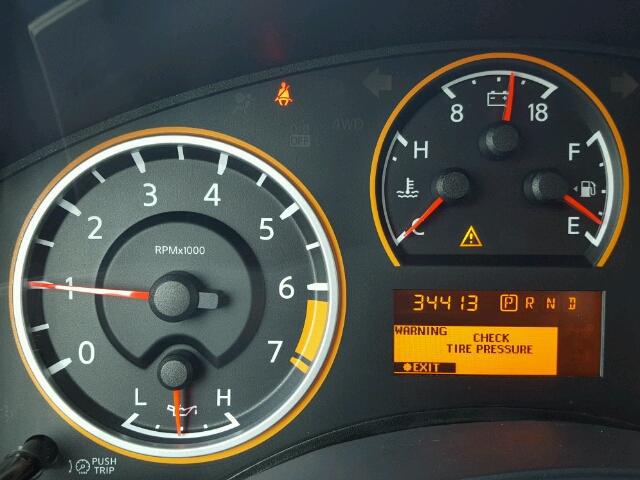 8 18
H F
C E
4WD
3 4
2 5
RPMx1000
1 6
0 7
L H
34413 P R N D
WARNING
CHECK
TIRE PRESSURE
EXIT
PUSH
TRIP